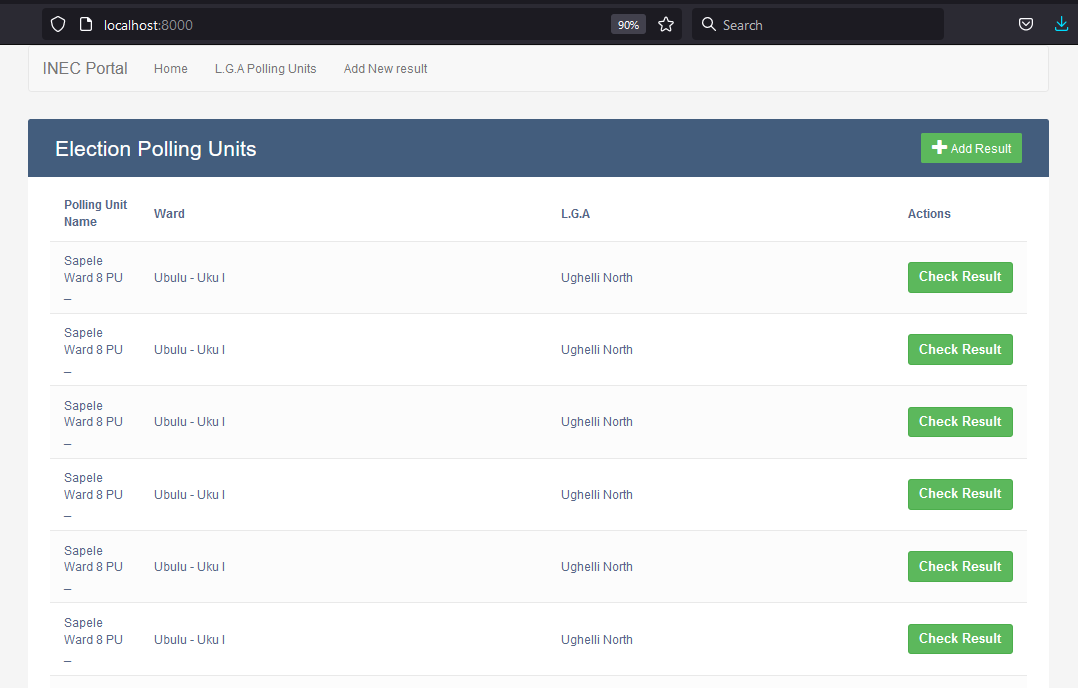 localhost:8000
90%
Search
INEC Portal Home L.G.A Polling Units Add New result
Election Polling Units
Add Result
Polling Unit
Name
Ward
L.G.A
Actions
Sapele
Ward 8 PU
_
Ubulu - Uku I
Ughelli North
Check Result
Sapele
Ward 8 PU
_
Ubulu - Uku I
Ughelli North
Check Result
Sapele
Ward 8 PU
_
Ubulu - Uku I
Ughelli North
Check Result
Sapele
Ward 8 PU
_
Ubulu - Uku I
Ughelli North
Check Result
Sapele
Ward 8 PU
_
Ubulu - Uku I
Ughelli North
Check Result
Sapele
Ward 8 PU
_
Ubulu - Uku I
Ughelli North
Check Result